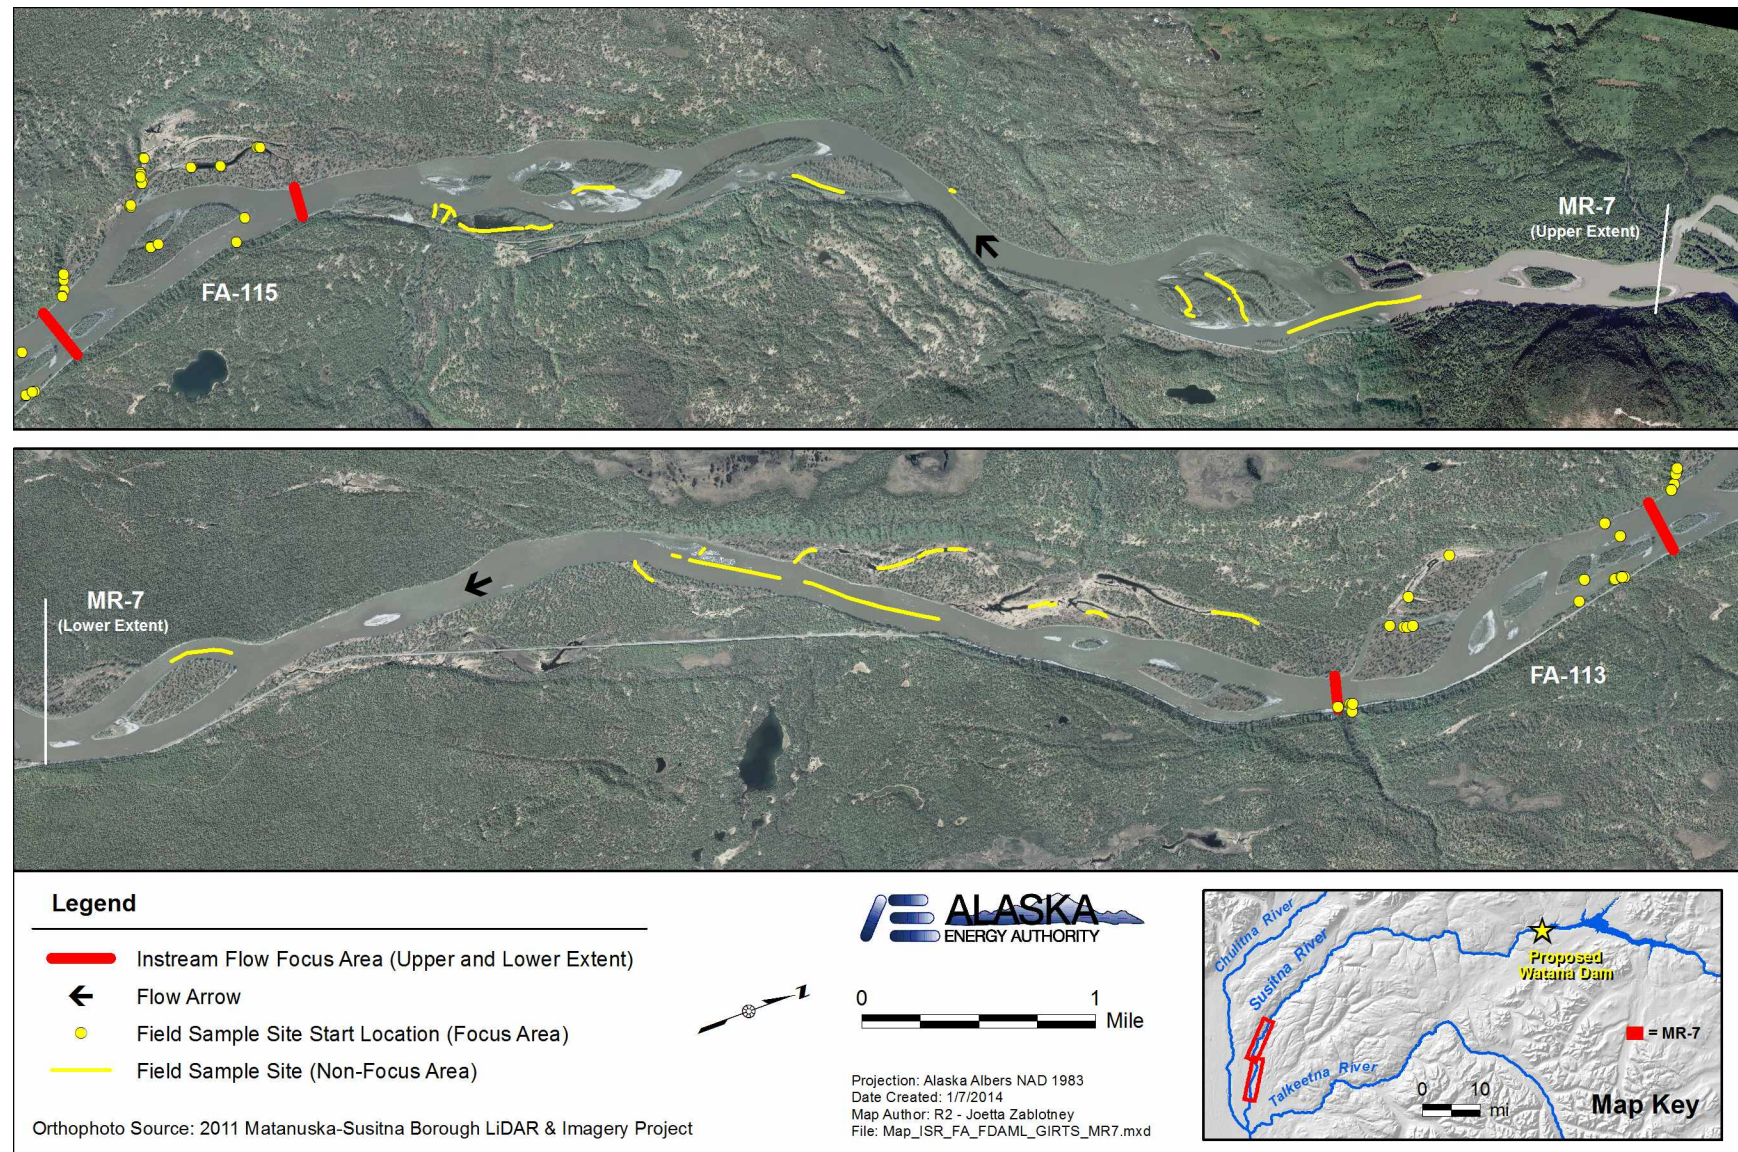 MR-7
(Upper Extent)
FA-115
MR-7
(Lower Extent)
FA-113
Legend
Instream Flow Focus Area (Upper and Lower Extent)
Flow Arrow
Field Sample Site Start Location (Focus Area)
Field Sample Site (Non-Focus Area)
Orthophoto Source: 2011 Matanuska-Susitna Borough LiDAR & Imagery Project
N
ALASKA
ENERGY AUTHORITY
0 1
Mile
Projection: Alaska Albers NAD 1983
Date Created: 1/7/2014
Map Author: R2 - Joetta Zablotney
File: Map_ISR_FA_FDAML_GIRTS_MR7.mxd
Chulitna River
Susitna River
Proposed
Watana Dam
= MR-7
Talkeetna River
0 10
mi
Map Key